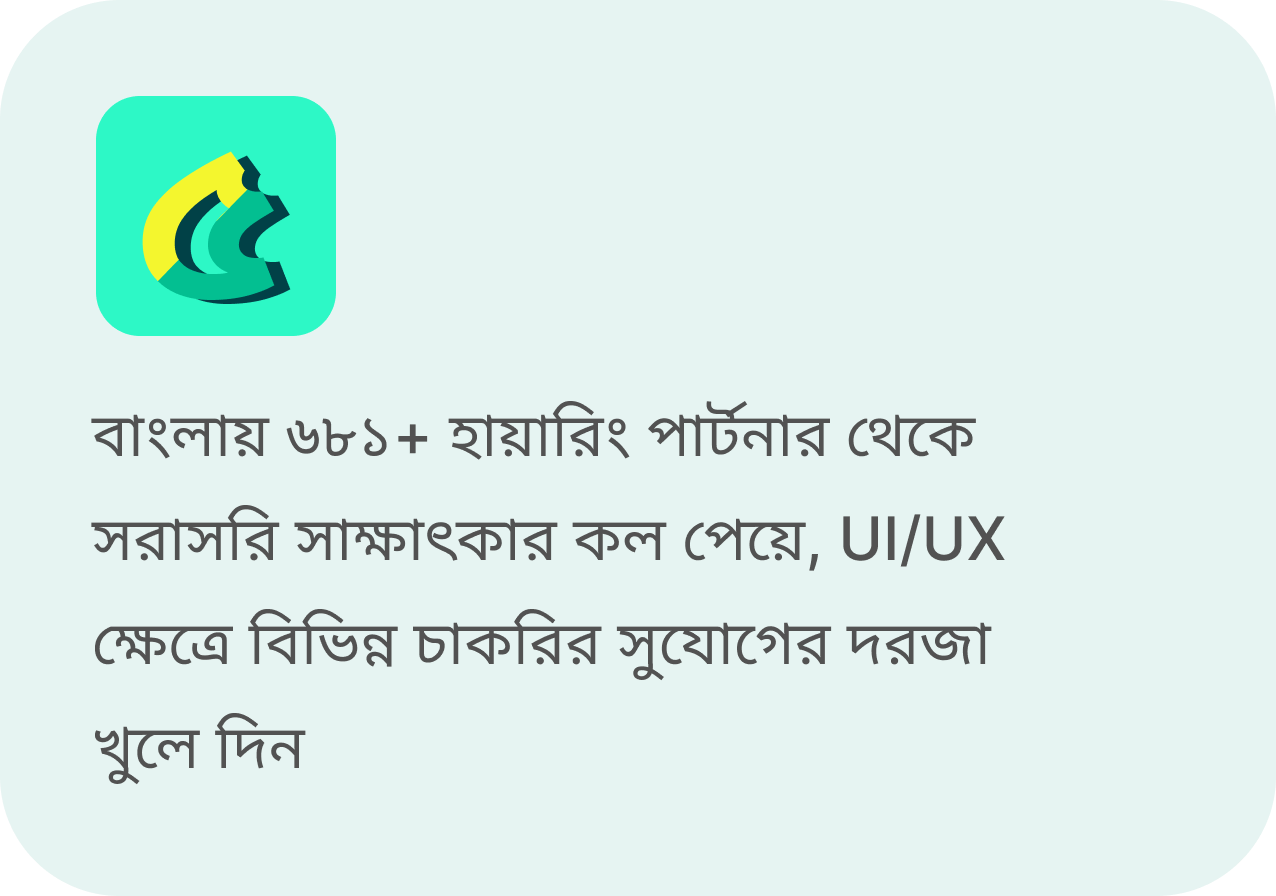 বাংলায় ৬৮১+ হায়ারিং পার্টনার থেকে
সরাসরি সাক্ষাৎকার কল পেয়ে, UI/UX
ক্ষেত্রে বিভিন্ন চাকরির সুযোগের দরজা
খুলে দিন